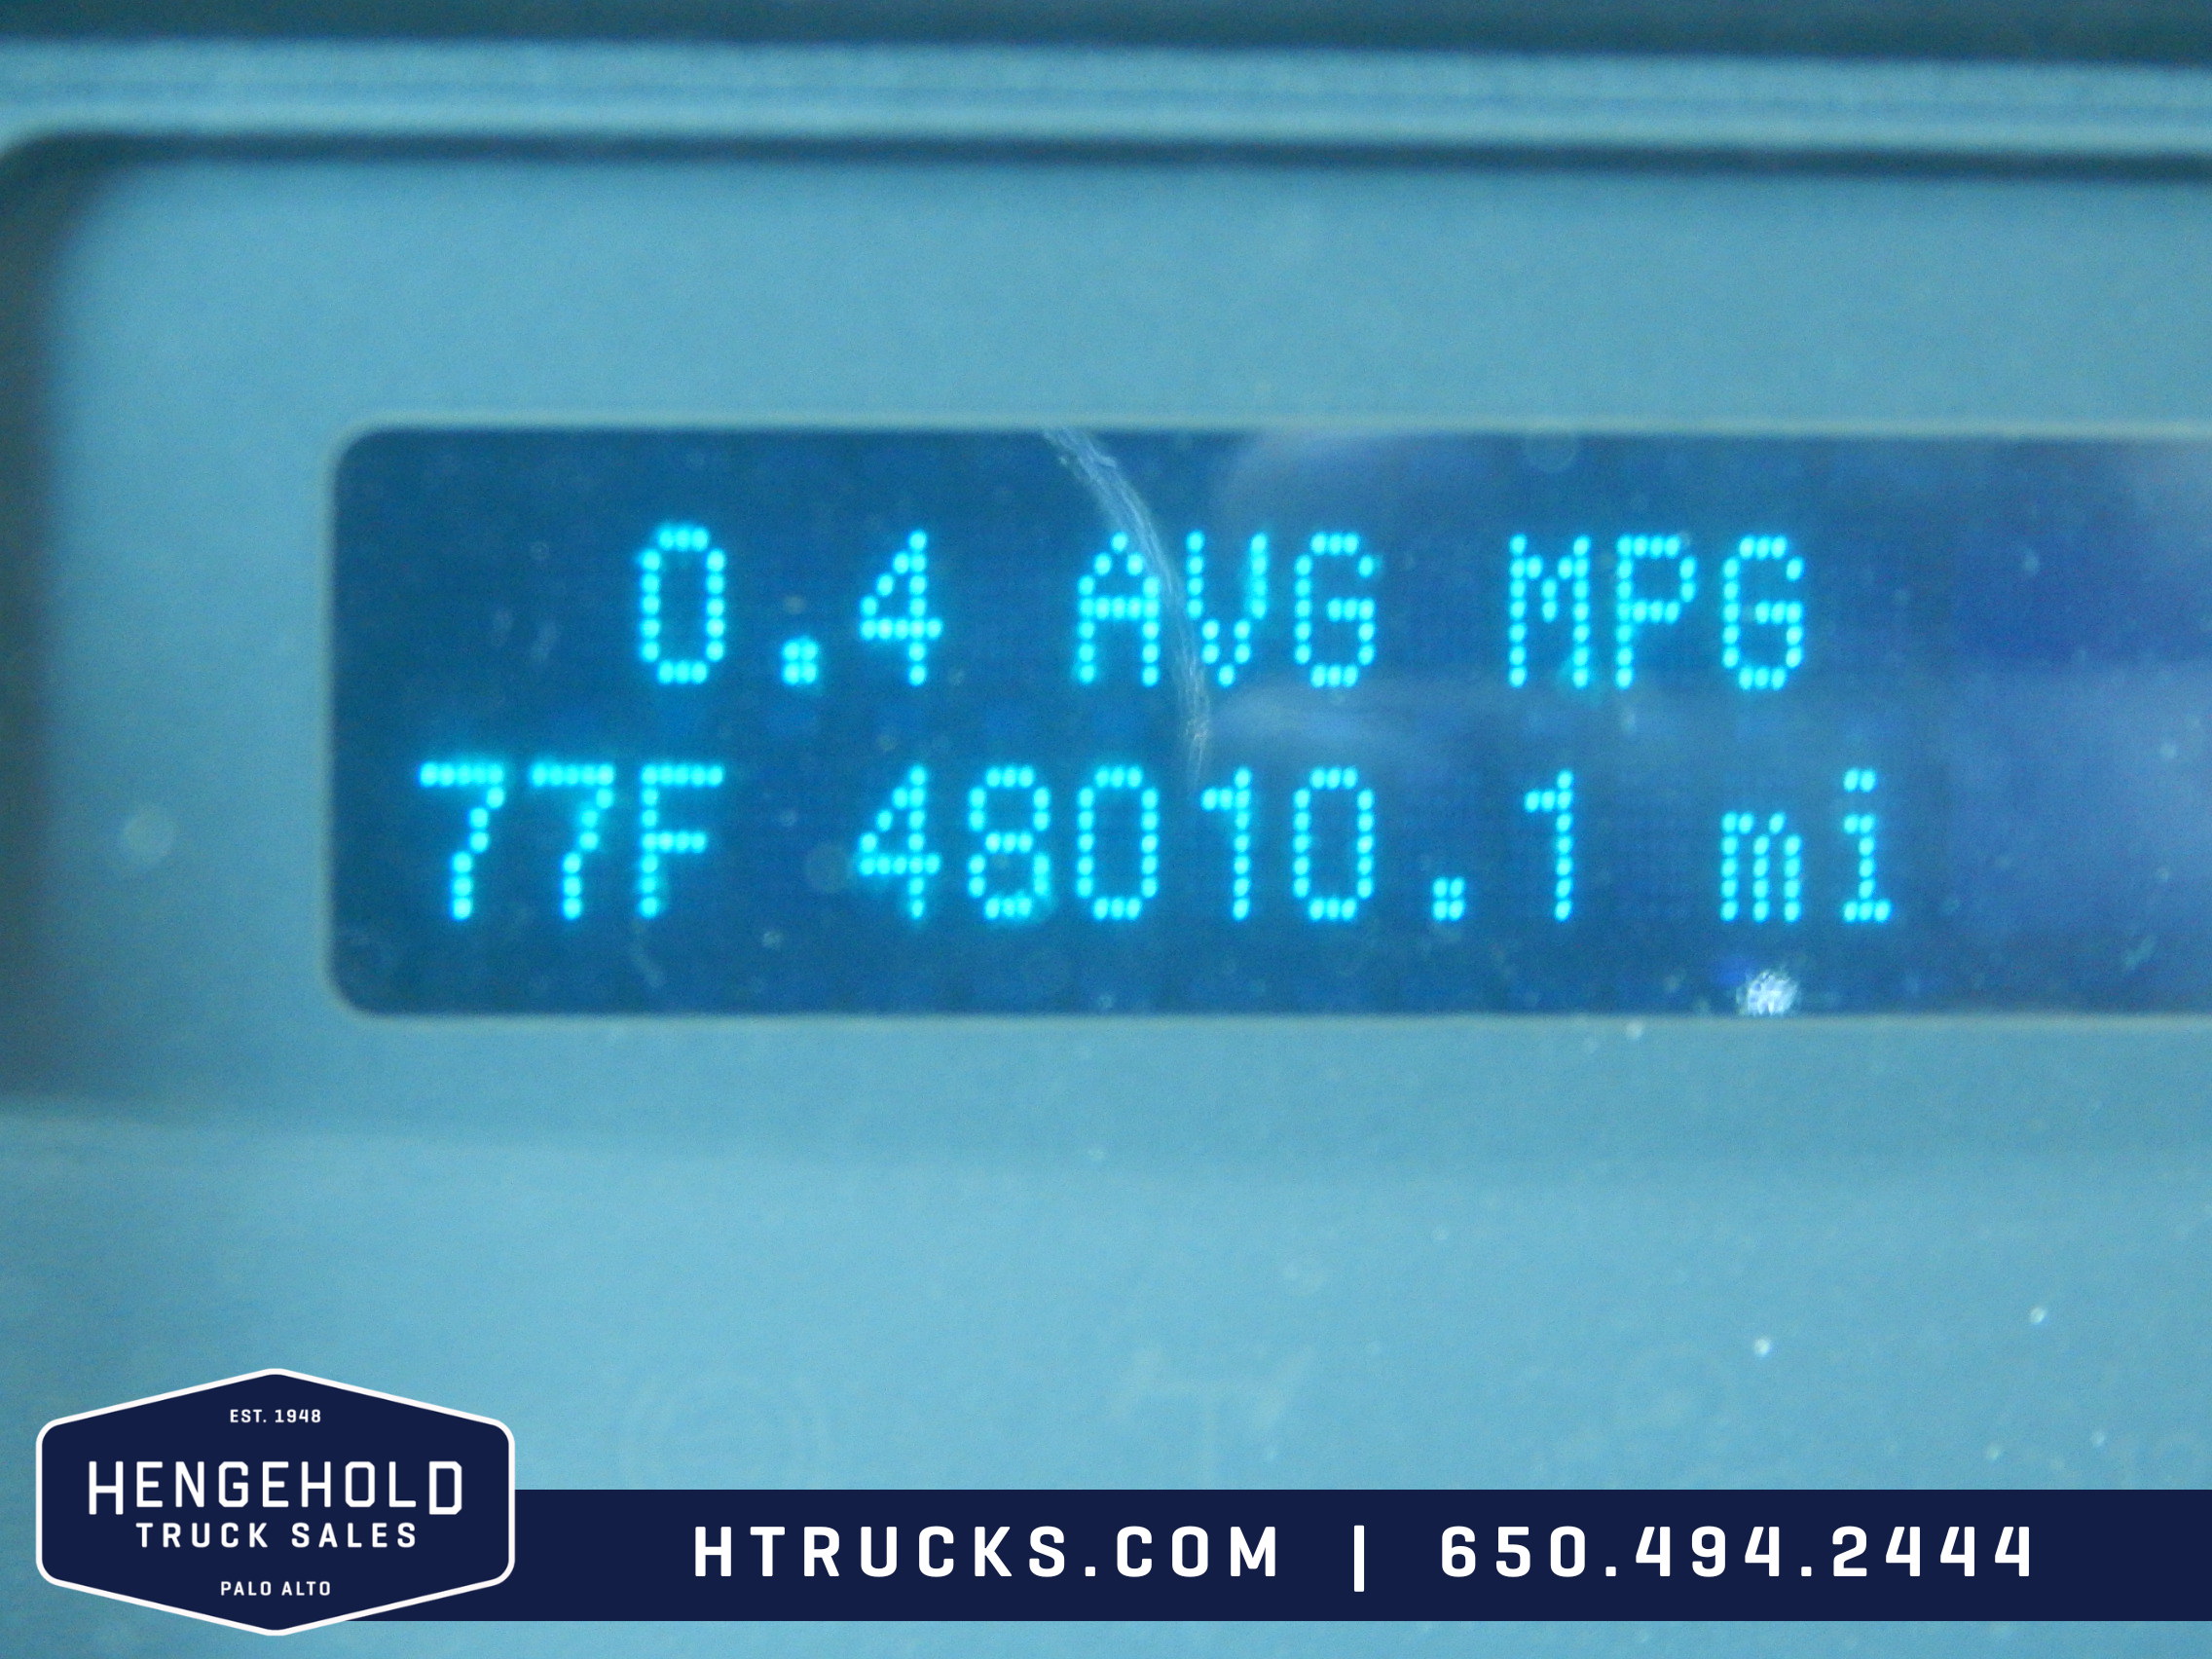 0.4 AVG MPG
77F 48010.1 mi
EST. 1948
HENGEHOLD
TRUCK SALES
PALO ALTO
HTRUCKS.COM | 650.494.2444